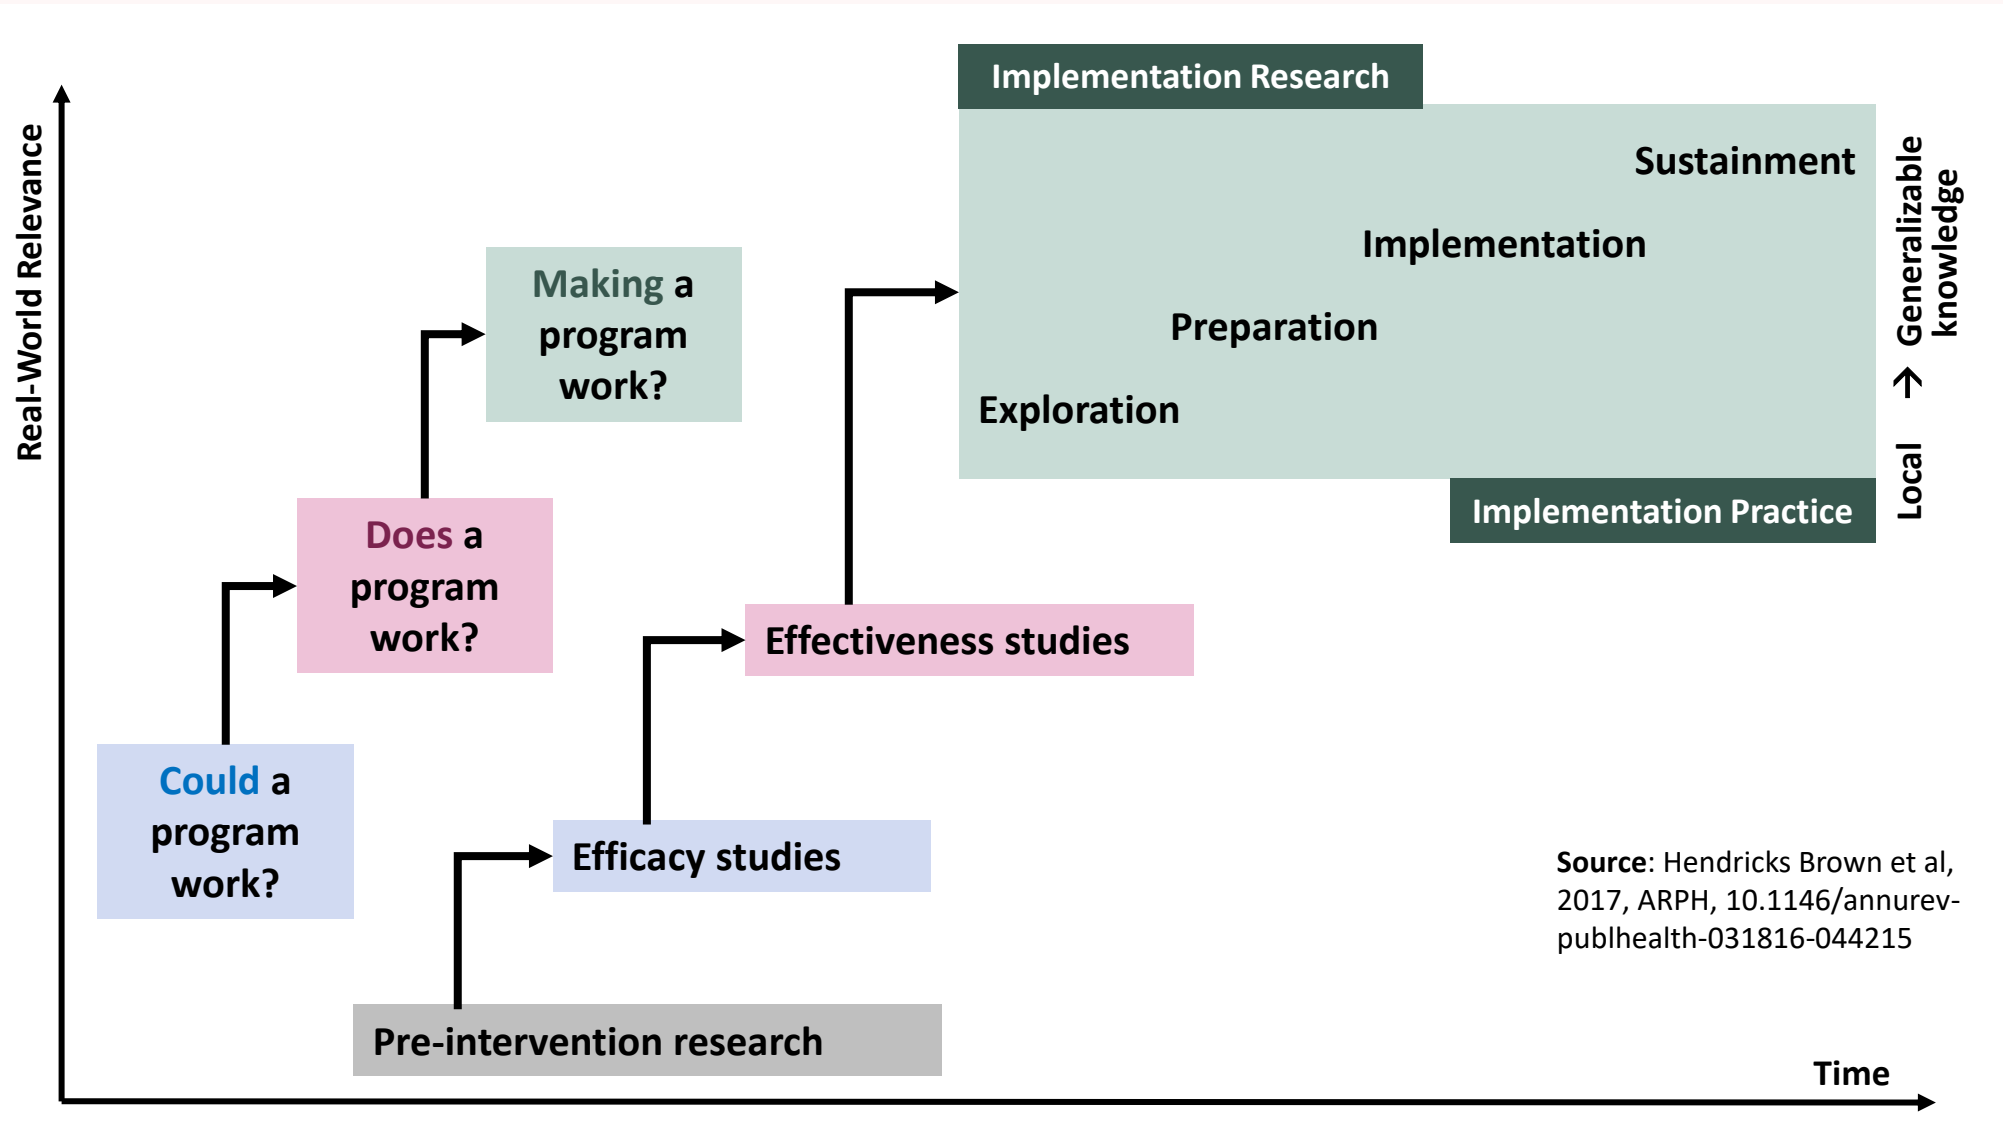 Implementation Research
Real-World Relevance
Sustainment
Implementation
Preparation
Exploration
Local → Generalizable
knowledge
Implementation Practice
Making a
program
work?
Does a
program
work?
Could a
program
work?
Effectiveness studies
Efficacy studies
Pre-intervention research
Source: Hendricks Brown et al,
2017, ARPH, 10.1146/annurev-
publhealth-031816-044215
Time